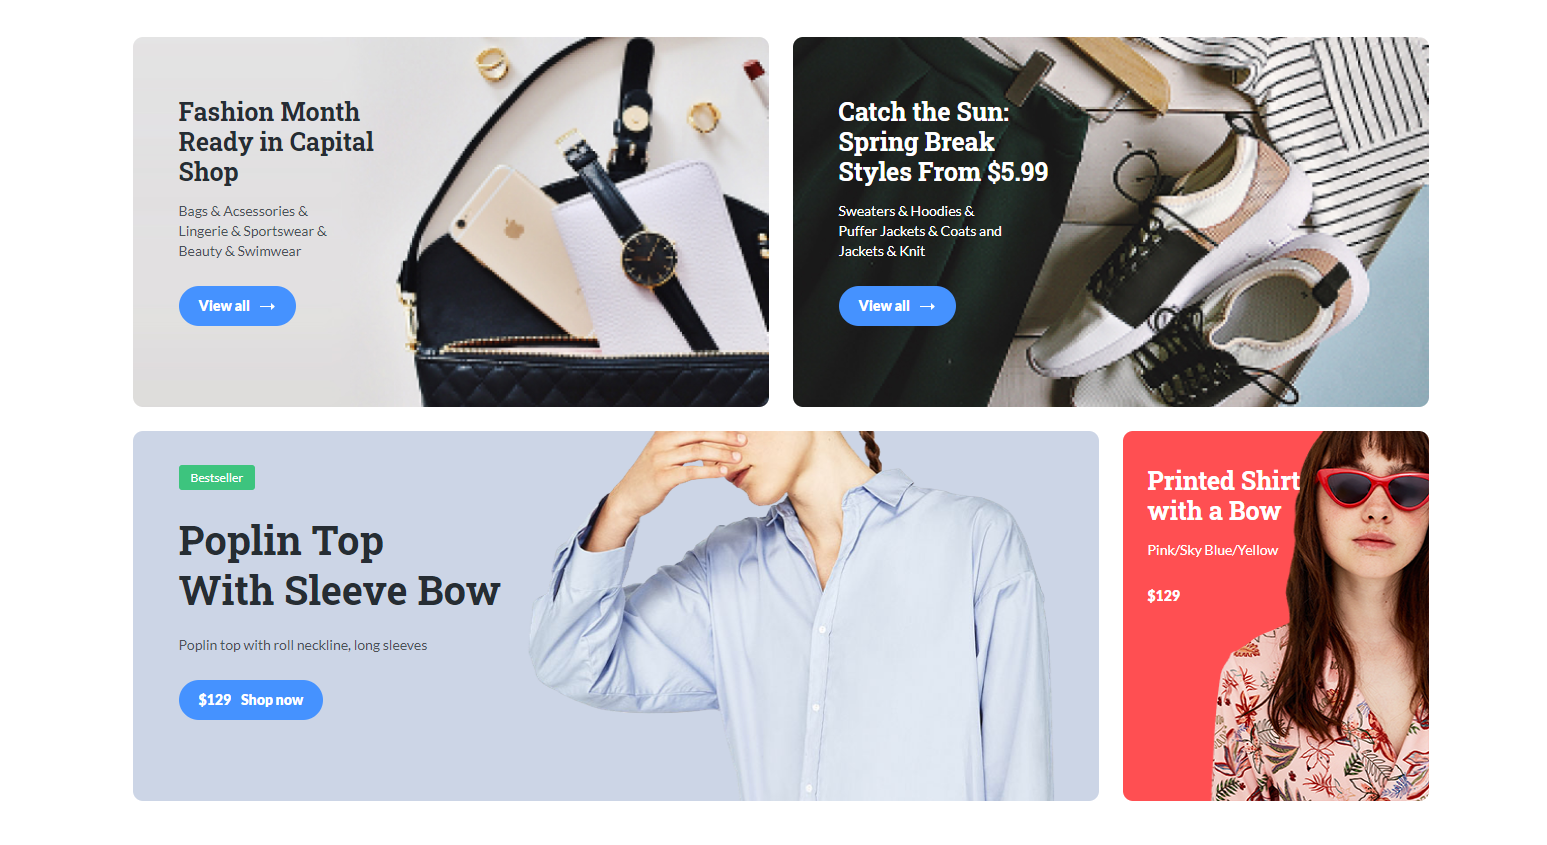 Fashion Month
Ready in Capital
Shop
Bags & Acsessories &
Lingerie & Sportswear &
Beauty & Swimwear
View all →
Catch the Sun:
Spring Break
Styles From $5.99
Sweaters & Hoodies &
Puffer Jackets & Coats and
Jackets & Knit
View all →
Bestseller
Poplin Top
With Sleeve Bow
Poplin top with roll neckline, long sleeves
$129 Shop now
Printed Shirt
with a Bow
Pink/Sky Blue/Yellow
$129